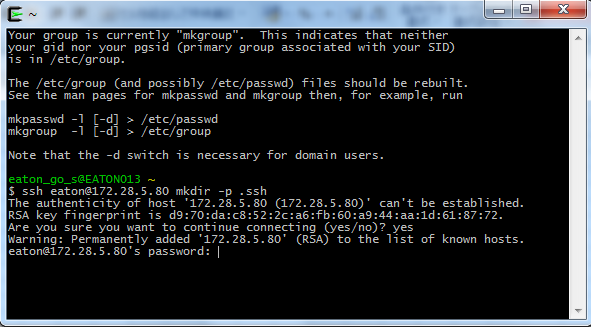 ~
Your group is currently "mkgroup".  This indicates that neither
your gid nor your pgsid (primary group associated with your SID)
is in /etc/group.
The /etc/group (and possibly /etc/passwd) files should be rebuilt.
See the man pages for mkpasswd and mkgroup then, for example, run
mkpasswd -l [-d] > /etc/passwd
mkgroup  -l [-d] > /etc/group
Note that the -d switch is necessary for domain users.
eaton_go_s@EATON013 ~
$ ssh eaton@172.28.5.80 mkdir -p .ssh
The authenticity of host '172.28.5.80 (172.28.5.80)' can't be established.
RSA key fingerprint is d9:70:da:c8:52:2c:a6:fb:60:a9:44:aa:1d:61:87:72.
Are you sure you want to continue connecting (yes/no)? yes
Warning: Permanently added '172.28.5.80' (RSA) to the list of known hosts.
eaton@172.28.5.80's password: